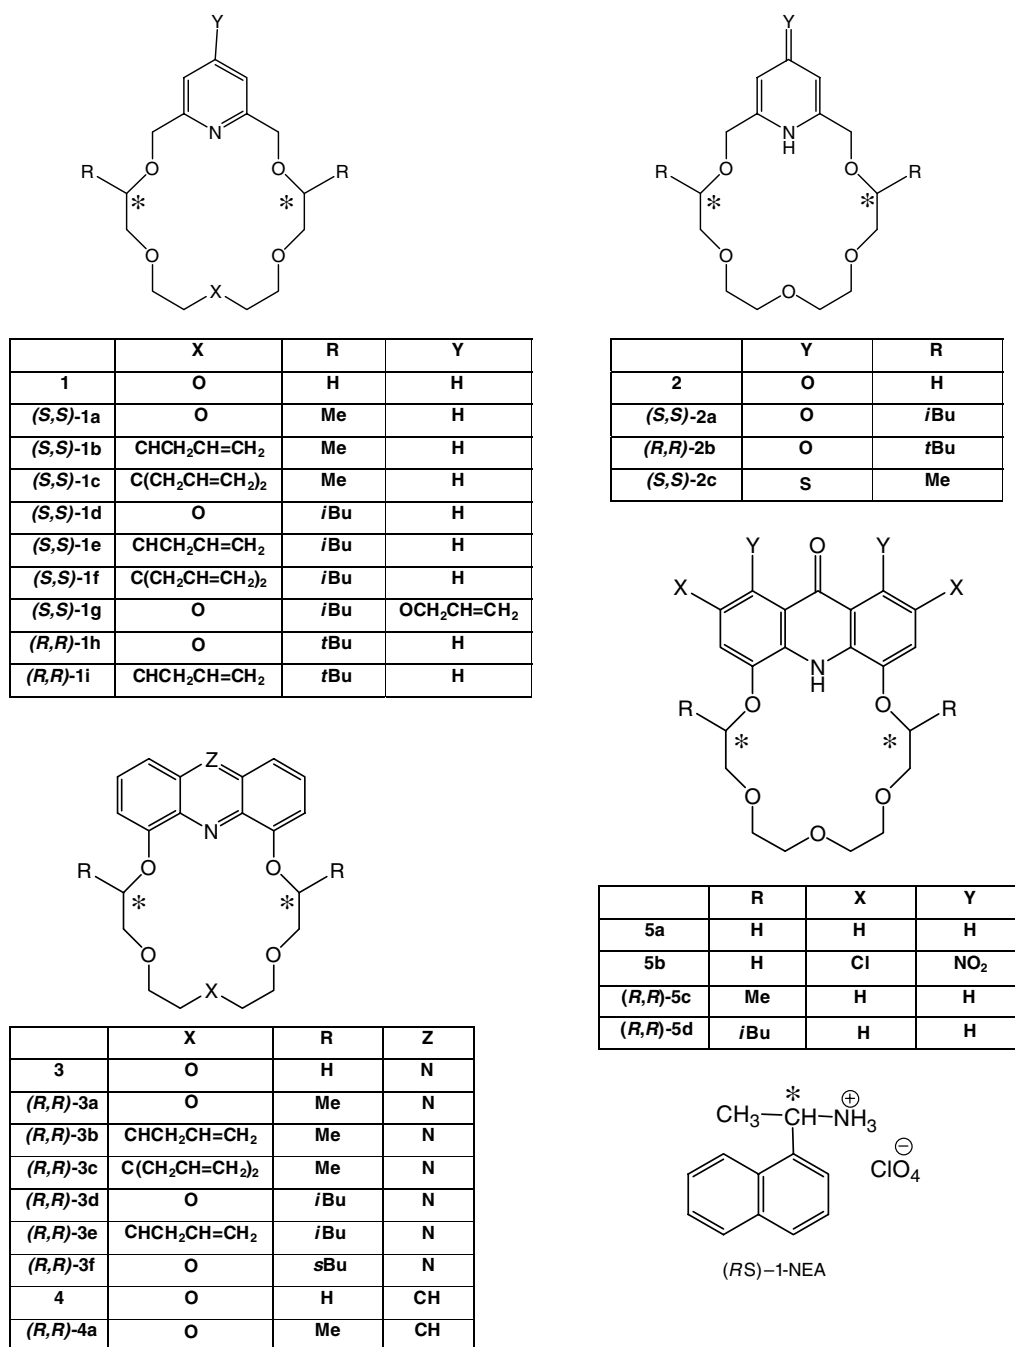 Y
N
O O
R R
* *
O O
X
X R Y
1 O H H
(S,S)-1a O Me H
(S,S)-1b CHCH₂CH=CH₂ Me H
(S,S)-1c C(CH₂CH=CH₂)₂ Me H
(S,S)-1d O iBu H
(S,S)-1e CHCH₂CH=CH₂ iBu H
(S,S)-1f C(CH₂CH=CH₂)₂ iBu H
(S,S)-1g O iBu OCH₂CH=CH₂
(R,R)-1h O tBu H
(R,R)-1i CHCH₂CH=CH₂ tBu H
Y
N
H
O O
R R
* *
O O
O
Y R
2 O H
(S,S)-2a O iBu
(R,R)-2b O tBu
(S,S)-2c S Me
Z
N
O O
R R
* *
O O
X
X R Z
3 O H N
(R,R)-3a O Me N
(R,R)-3b CHCH₂CH=CH₂ Me N
(R,R)-3c C(CH₂CH=CH₂)₂ Me N
(R,R)-3d O iBu N
(R,R)-3e CHCH₂CH=CH₂ iBu N
(R,R)-3f O sBu N
4 O H CH
(R,R)-4a O Me CH
Y O Y
X X
N
H
O O
R R
* *
O O
O
R X Y
5a H H H
5b H Cl NO₂
(R,R)-5c Me H H
(R,R)-5d iBu H H
*
CH₃ CH NH₃ ⊕
⊖
ClO₄
(RS)–1-NEA